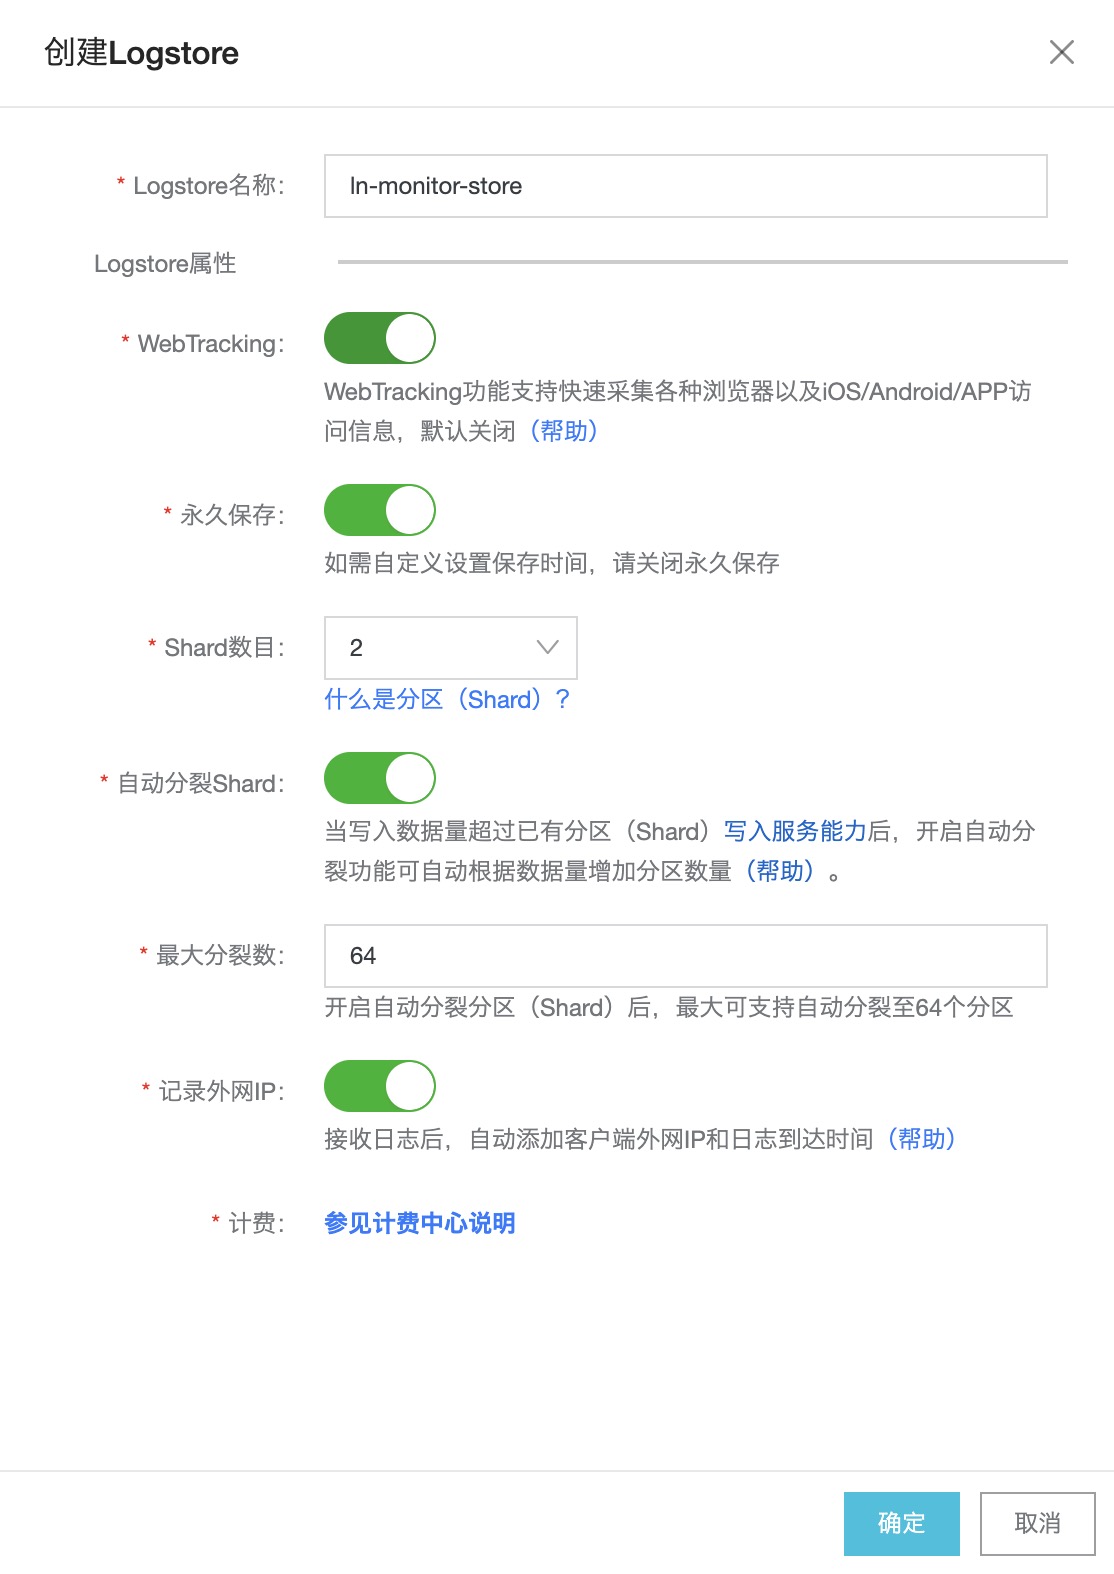 创建Logstore
* Logstore名称: ln-monitor-store
Logstore属性
* WebTracking:
WebTracking功能支持快速采集各种浏览器以及iOS/Android/APP访
问信息，默认关闭（帮助）
* 永久保存:
如需自定义设置保存时间，请关闭永久保存
* Shard数目: 2
什么是分区（Shard）?
* 自动分裂Shard:
当写入数据量超过已有分区（Shard）写入服务能力后，开启自动分
裂功能可自动根据数据量增加分区数量（帮助）。
* 最大分裂数: 64
开启自动分裂分区（Shard）后，最大可支持自动分裂至64个分区
* 记录外网IP:
接收日志后，自动添加客户端外网IP和日志到达时间（帮助）
* 计费: 参见计费中心说明
确定 取消